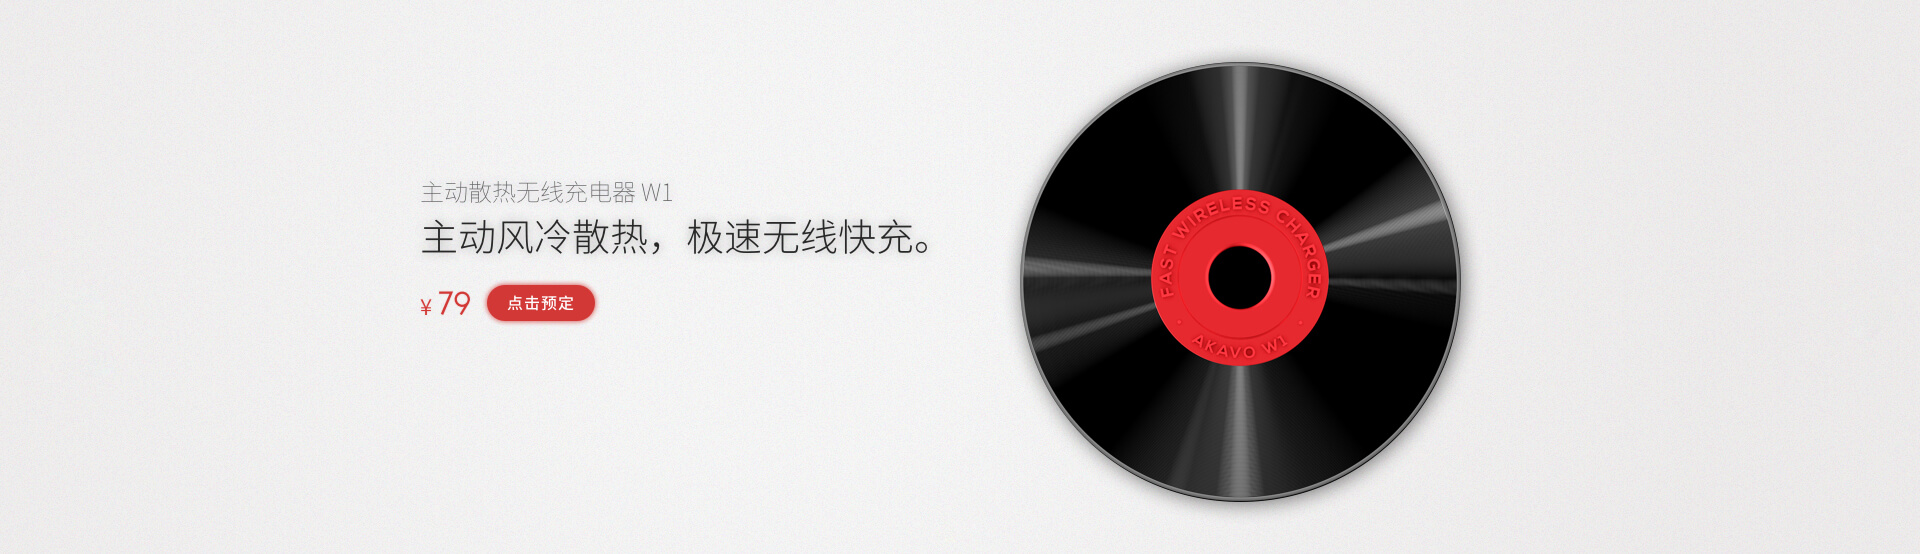 主动散热无线充电器 W1
主动风冷散热，极速无线快充。
¥ 79
点击预定
FAST WIRELESS CHARGER
· AKAVO W1 ·